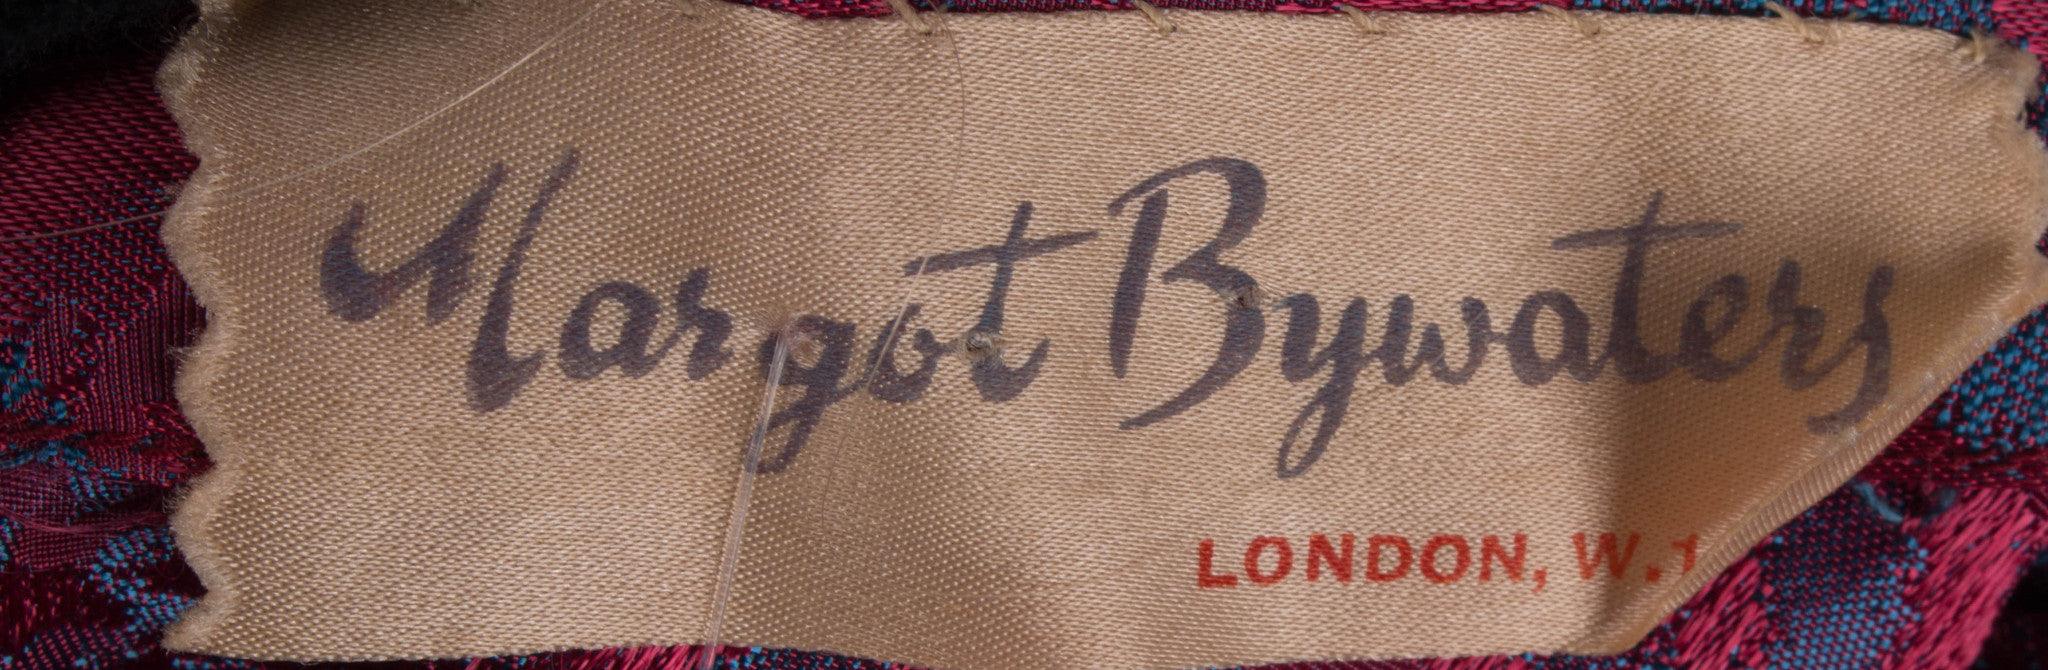 Margot Bywaters
LONDON, W.1